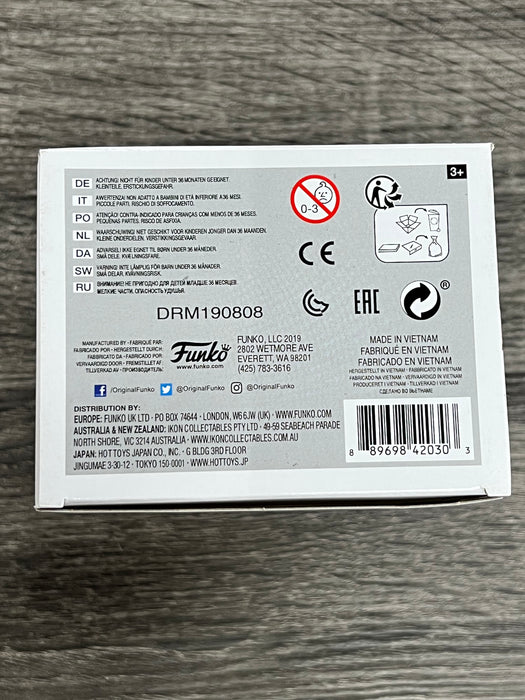 DE ACHTUNG! NICHT FÜR KINDER UNTER 36 MONATEN GEEIGNET.
KLEINTEILE, ERSTICKUNGSGEFAHR.
IT AWERTENZA! NON ADATTO A BAMBINI DI ETÀ INFERIORE A 36 MESI.
PICCOLE PARTI, RISCHIO DI SOFFOCAMENTO.
PO ATENCÃO! CONTRA-INDICADO PARA CRIANÇAS COM MENOS DE 36 MESES.
PEQUENAS PARTES. RISCO DE ASFIXIA.
NL WAARSCHUWING! NIET GESCHIKT VOOR KINDEREN JONGER DAN 36 MAANDEN.
KLEINE ONDERDELEN. VERSTIKKINGSGEVAAR.
DA ADVARSEL! IKKE EGNET TIL BØRN UNDER 36 MÅNEDER.
SMÅ DELE. KVÆLNINGSFARE.
SW VARNING! INTE LÄMPLIG FÖR BARN UNDER 36 MÅNADER.
SMÅ DELAR. KVÄVNINGSRISK.
RU ВНИМАНИЕ! НЕ ПРИГОДНО ДЛЯ ДЕТЕЙ МЛАДШЕ 36 МЕСЯЦЕВ.
МЕЛКИЕ ЧАСТИ, ОПАСНОСТЬ УДУШЬЯ.
0-3
3+
CE
EAC
DRM190808
MANUFACTURED BY • FABRIQUÉ PAR:
FABRICADO POR • HERGESTELLT DURCH:
FABBRICATO DA • FABRICADO POR:
VERVAARDIGD DOOR • FREMSTILLET AF
TILLVERKAD AV • ПРОИЗВОДИТЕЛЬ:
Funko
www.funko.com
FUNKO, LLC 2019
2802 WETMORE AVE
EVERETT, WA 98201
(425) 783-3616
MADE IN VIETNAM
FABRIQUÉ EN VIETNAM
HERGESTELLT IN VIETNAM • FABBRICATO IN VIETNAM
FABRICADO NO VIETNAM • VERVAARDIGD IN VIETNAM
PRODUCERET I VIETNAM • TILLVERKAD I VIETNAM
СДЕЛАНО ВО ВЬЕТНАМЕ
/OriginalFunko @OriginalFunko @OriginalFunko
DISTRIBUTION BY:
EUROPE: FUNKO UK LTD · PO BOX 74644 · LONDON, W6 6JW (UK) · WWW.FUNKO.COM
AUSTRALIA & NEW ZEALAND: IKON COLLECTABLES PTY LTD · 49-59 SEABEACH PARADE
NORTH SHORE, VIC 3214 AUSTRALIA · WWW.IKONCOLLECTABLES.COM.AU
JAPAN: HOT TOYS JAPAN CO., INC. · G BLDG 3RD FLOOR
JINGUMAE 3-30-12 · TOKYO 150-0001 · WWW.HOTTOYS.JP
8 89698 42030 3